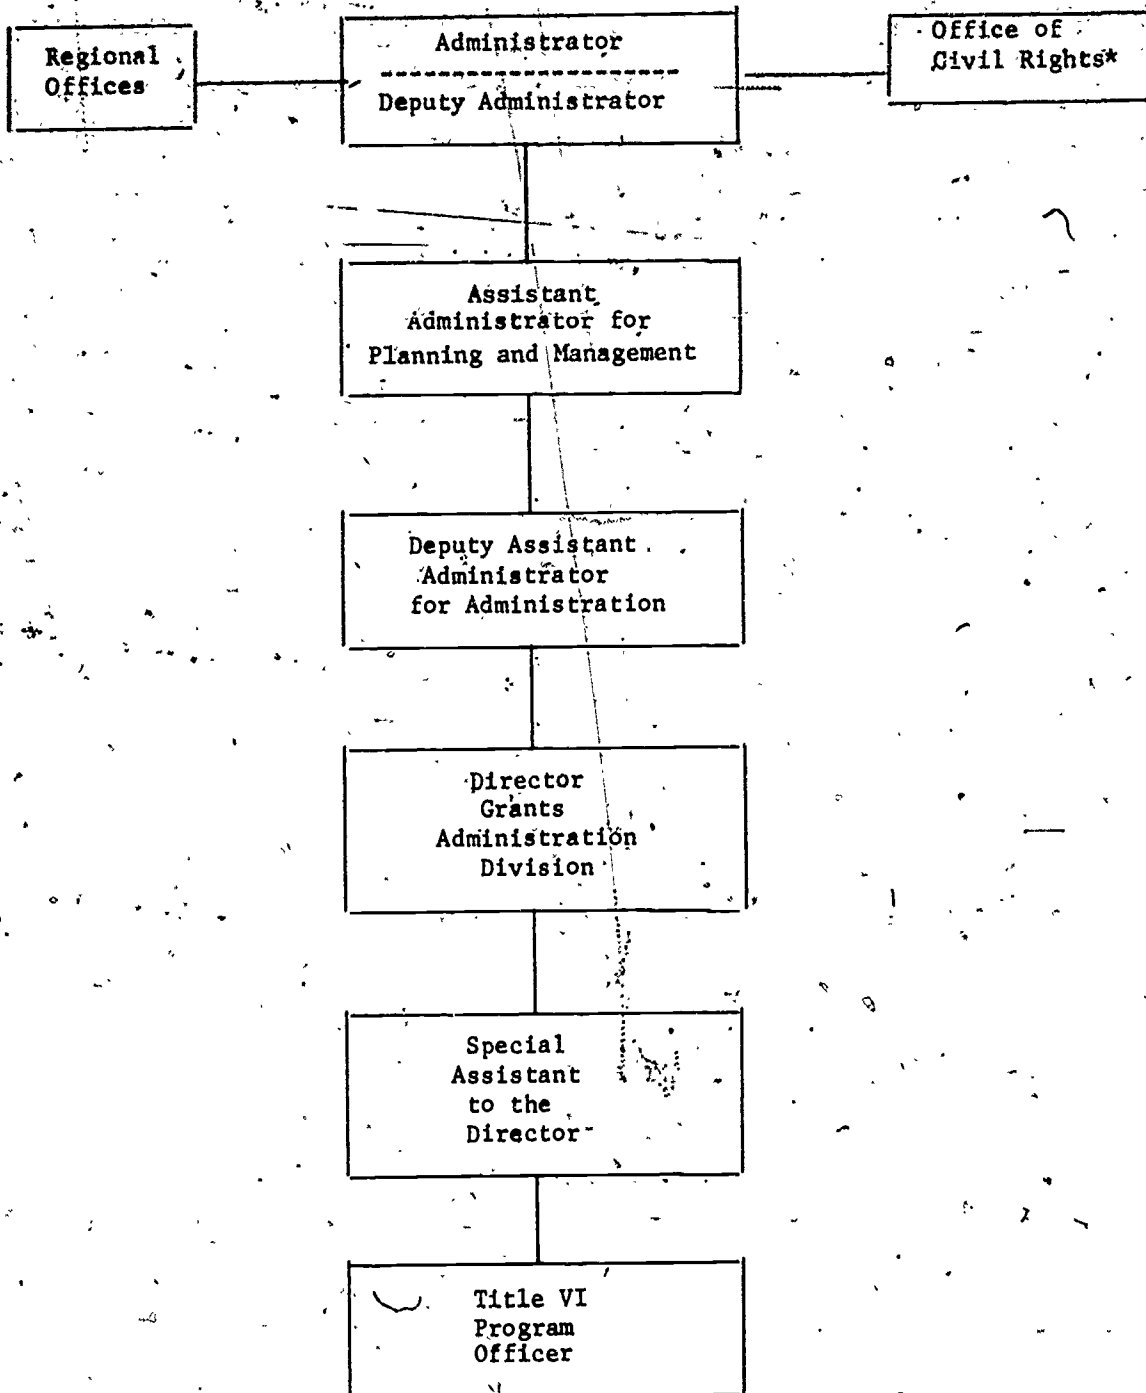 Regional
Offices
Administrator
Deputy Administrator
Office of
Civil Rights*
Assistant
Administrator for
Planning and Management
Deputy Assistant
Administrator
for Administration
Director
Grants
Administration
Division
Special
Assistant
to the
Director
Title VI
Program
Officer